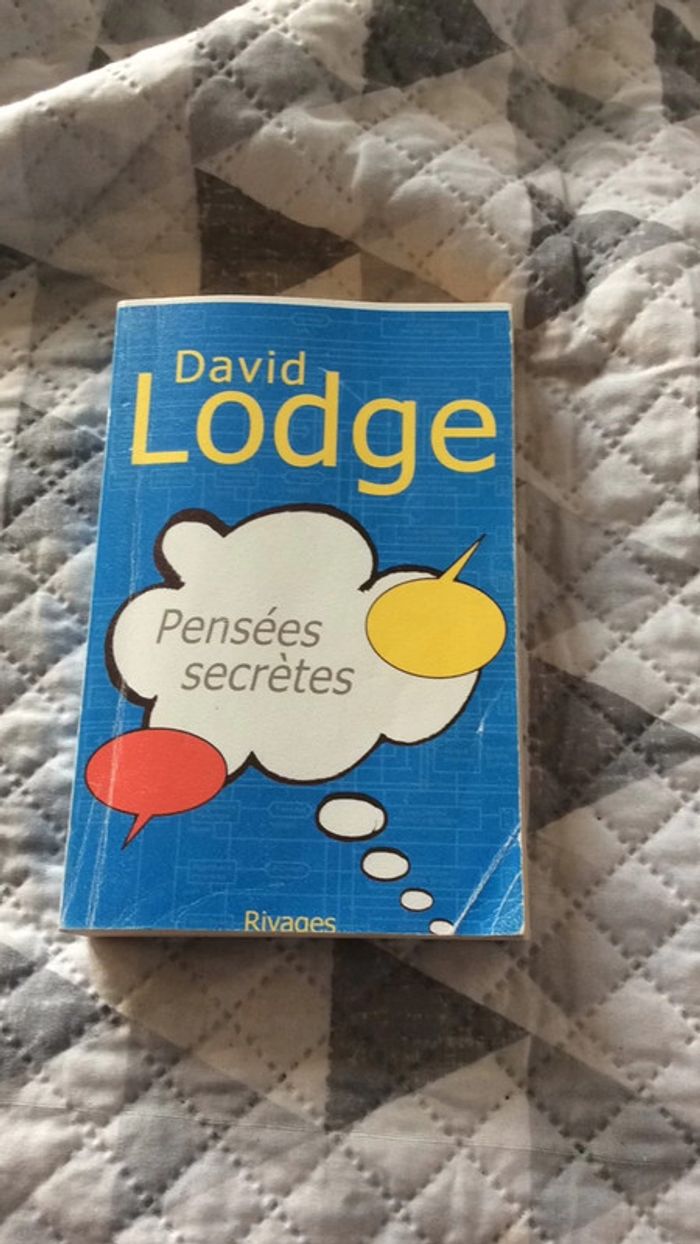 David
Lodge
Pensées
secrètes
Rivages